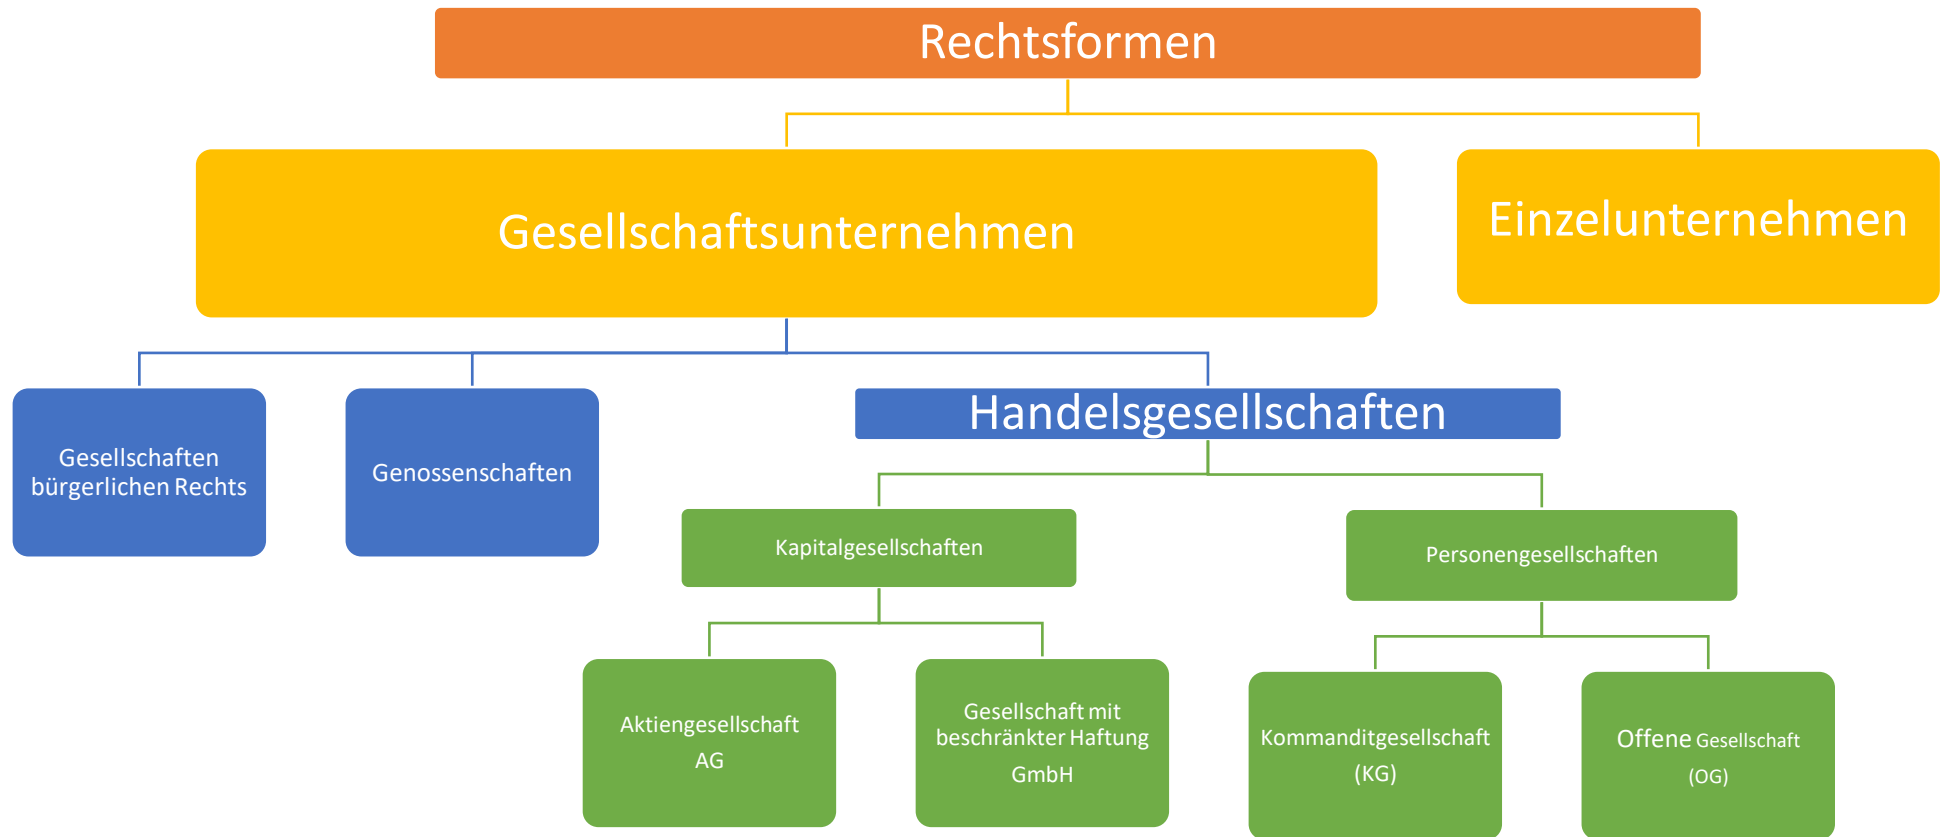 Rechtsformen
Gesellschaftsunternehmen
Einzelunternehmen
Gesellschaften
bürgerlichen Rechts
Genossenschaften
Handelsgesellschaften
Kapitalgesellschaften
Personengesellschaften
Aktiengesellschaft
AG
Gesellschaft mit
beschränkter Haftung
GmbH
Kommanditgesellschaft
(KG)
Offene Gesellschaft
(OG)